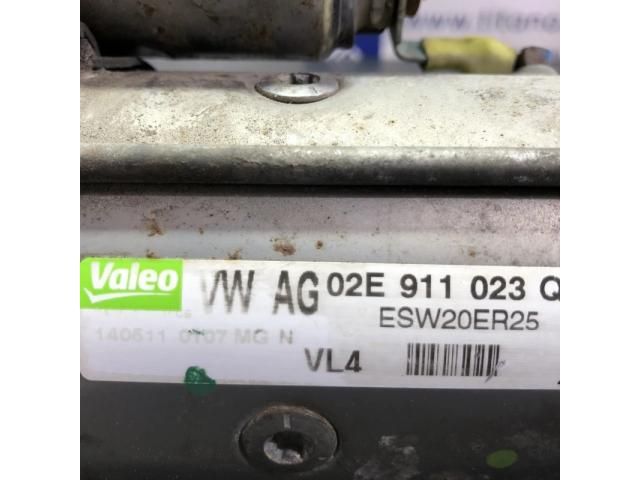 Valeo VW AG 02E 911 023 Q
ESW20ER25
140511 0107 MG N
VL4